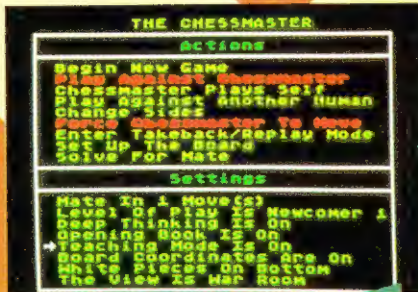 THE CHESSMASTER
Actions
Begin New Game
Play Against ChessMaster
ChessMaster Plays Self
Play Against Another Human
Change Sides
Force ChessMaster To Move
Enter Takeback/Replay Mode
Set Up The Board
Solve For Mate
Settings
Mate In 1 Move(s)
Level Of Play Is Newcomer 1
Deep Thinking Is On
Opening Book Is On
Teaching Mode Is On
Board Coordinates Are On
White Pieces On Bottom
The View Is War Room